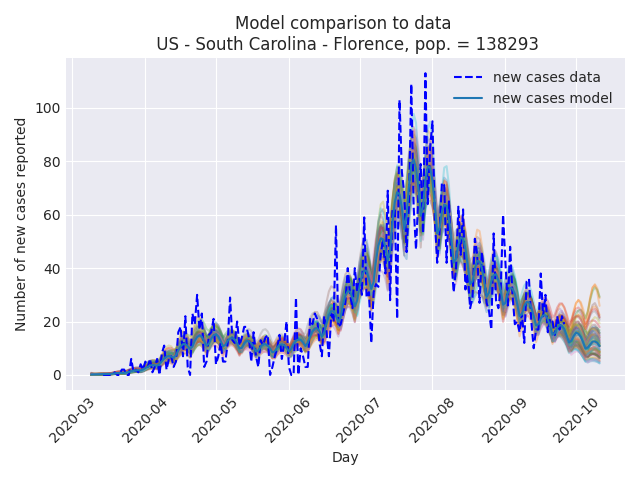 Model comparison to data
US - South Carolina - Florence, pop. = 138293
new cases data
new cases model
Number of new cases reported
100
80
60
40
20
0
2020-03
2020-04
2020-05
2020-06
2020-07
2020-08
2020-09
2020-10
Day